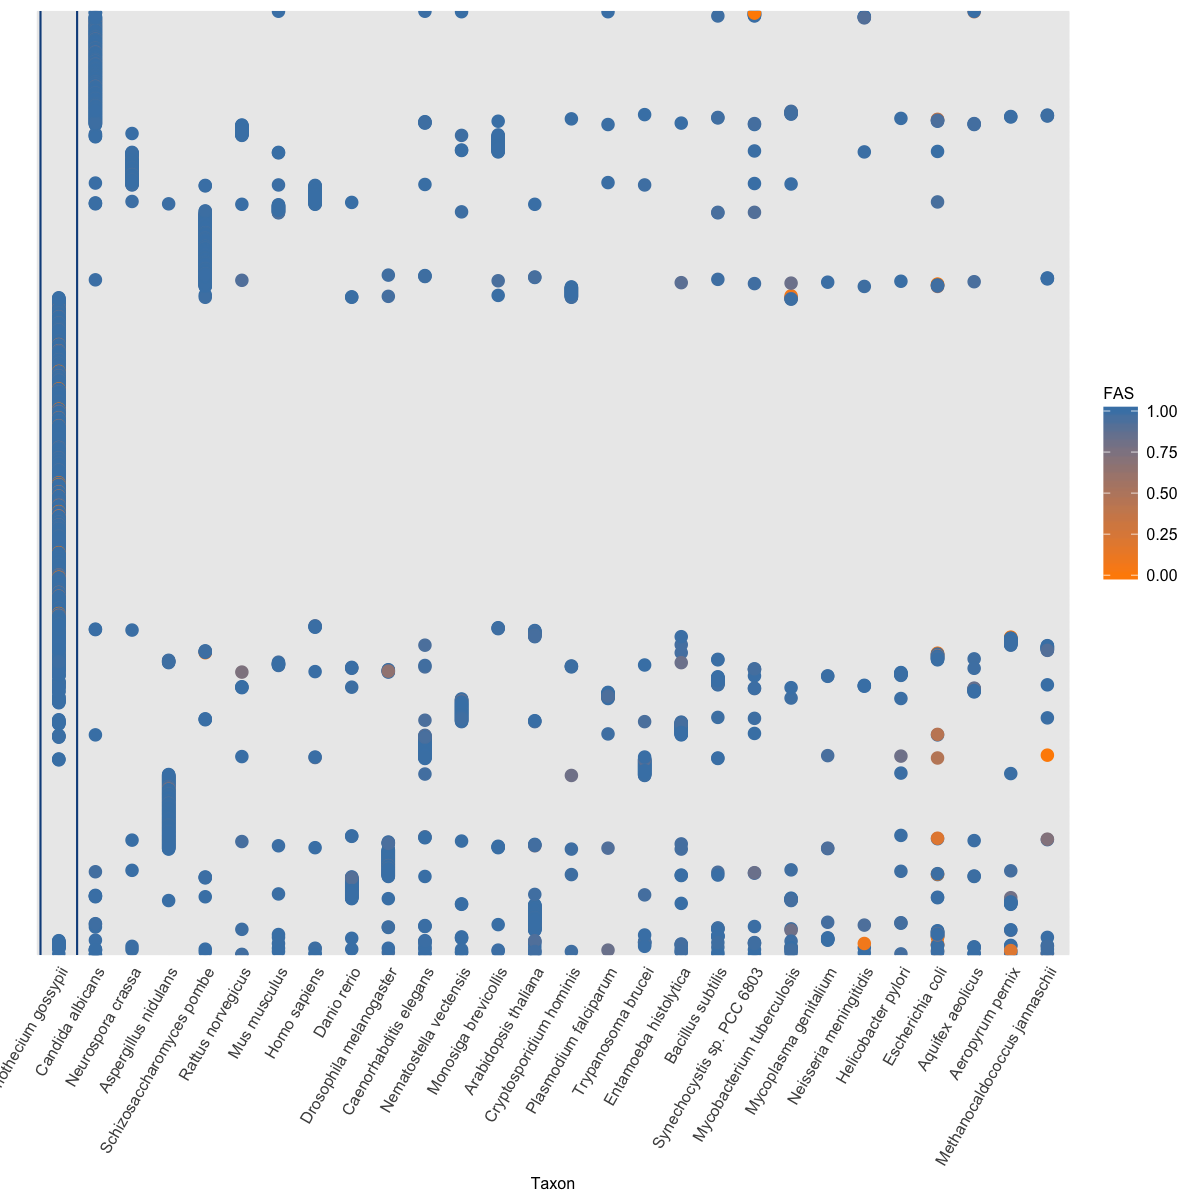 FAS
1.00
0.75
0.50
0.25
0.00
gossypii
Candida albicans
Neurospora crassa
Aspergillus nidulans
Schizosaccharomyces pombe
Rattus norvegicus
Mus musculus
Homo sapiens
Danio rerio
Drosophila melanogaster
Caenorhabditis elegans
Nematostella vectensis
Monosiga brevicollis
Arabidopsis thaliana
Cryptosporidium hominis
Plasmodium falciparum
Trypanosoma brucei
Entamoeba histolytica
Bacillus subtilis
Synechocystis sp. PCC 6803
Mycobacterium tuberculosis
Mycoplasma genitalium
Neisseria meningitidis
Helicobacter pylori
Escherichia coli
Aquifex aeolicus
Aeropyrum pernix
Methanocaldococcus jannaschii
Taxon